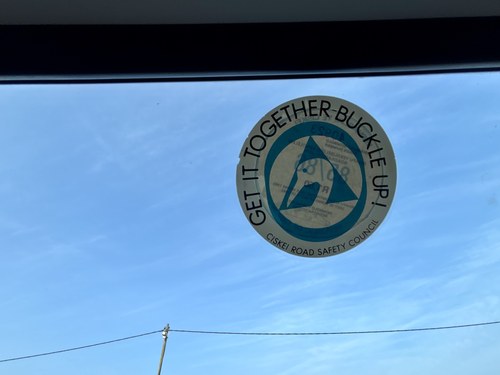 GET IT TOGETHER-BUCKLE UP!
CISKEI ROAD SAFETY COUNCIL